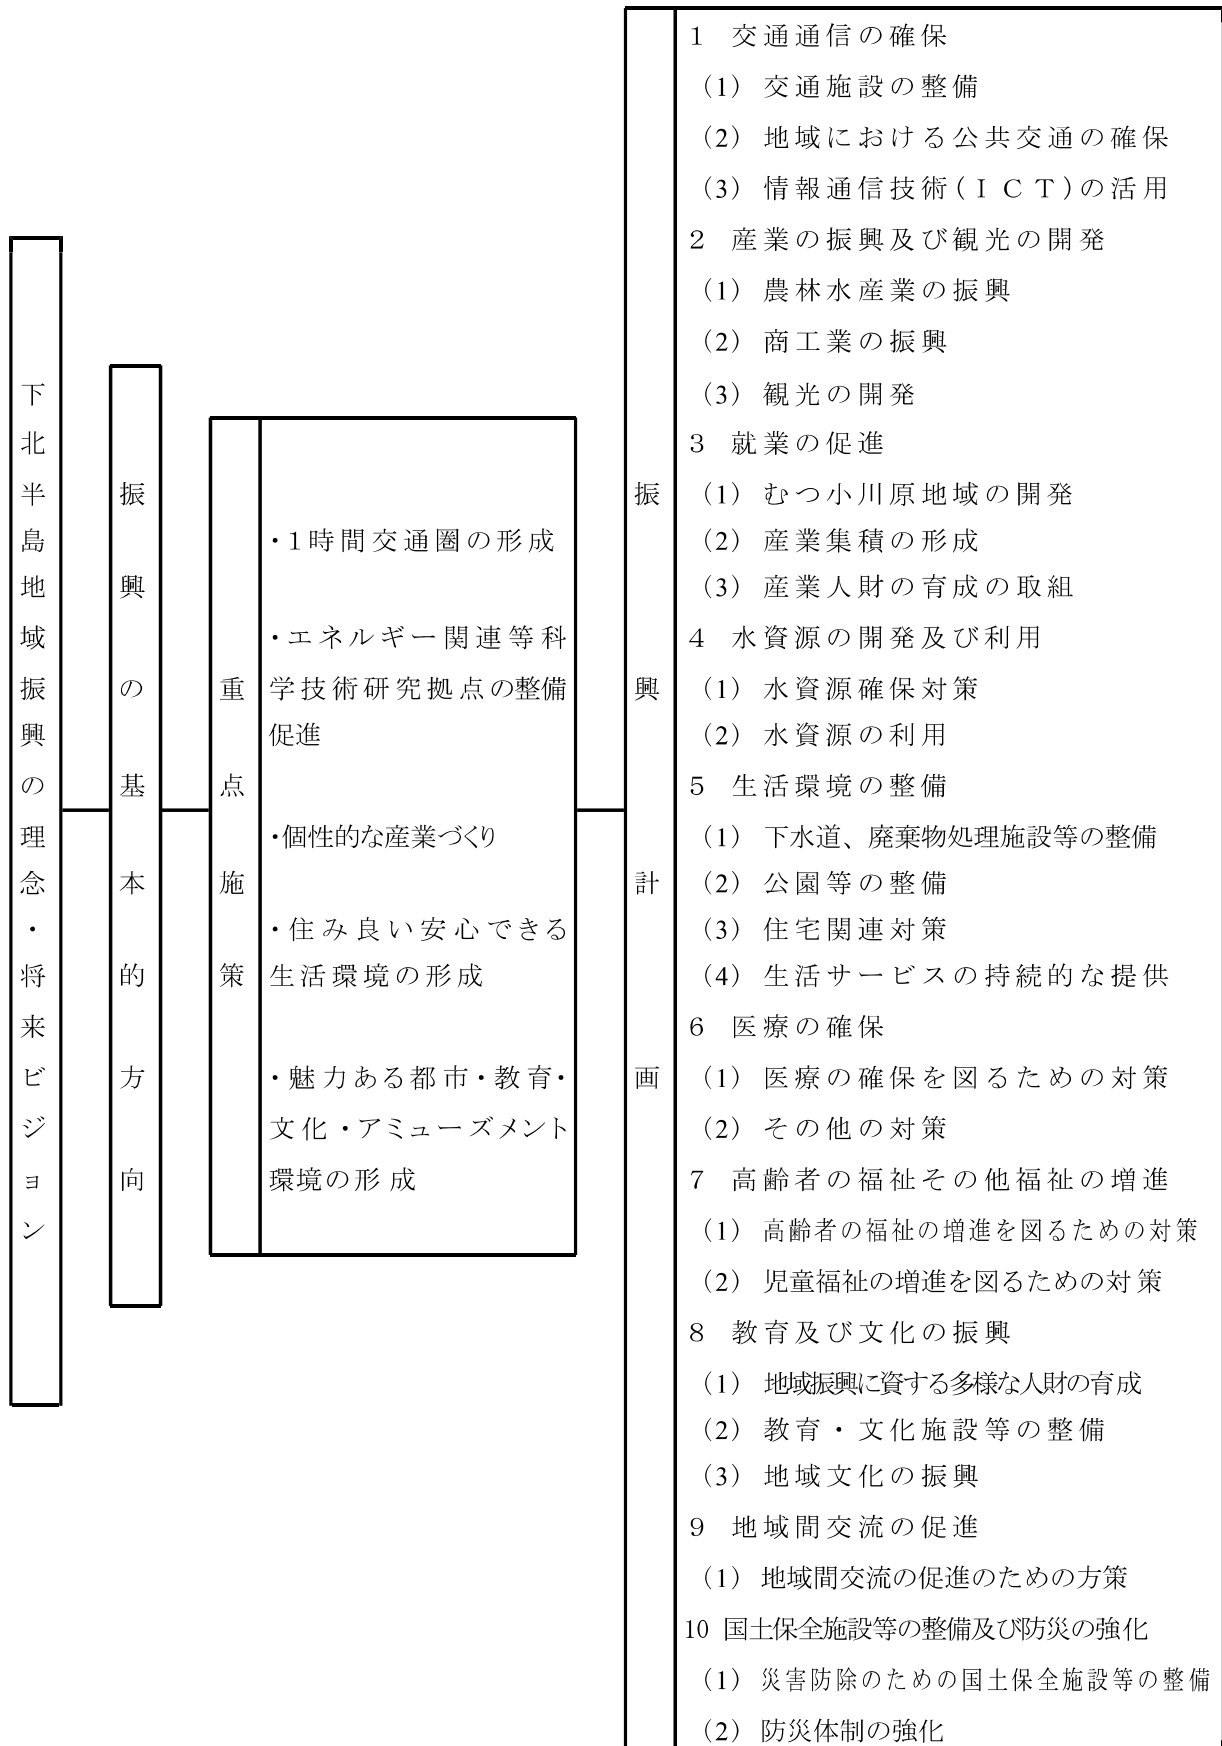 下北半島地域振興の理念・将来ビジョン
振興の基本的方向
重点施策
・1時間交通圏の形成
・エネルギー関連等科
学技術研究拠点の整備
促進
・個性的な産業づくり
・住み良い安心できる
生活環境の形成
・魅力ある都市・教育・
文化・アミューズメント
環境の形成
振興計画
1 交通通信の確保
(1) 交通施設の整備
(2) 地域における公共交通の確保
(3) 情報通信技術(ICT)の活用
2 産業の振興及び観光の開発
(1) 農林水産業の振興
(2) 商工業の振興
(3) 観光の開発
3 就業の促進
(1) むつ小川原地域の開発
(2) 産業集積の形成
(3) 産業人財の育成の取組
4 水資源の開発及び利用
(1) 水資源確保対策
(2) 水資源の利用
5 生活環境の整備
(1) 下水道、廃棄物処理施設等の整備
(2) 公園等の整備
(3) 住宅関連対策
(4) 生活サービスの持続的な提供
6 医療の確保
(1) 医療の確保を図るための対策
(2) その他の対策
7 高齢者の福祉その他福祉の増進
(1) 高齢者の福祉の増進を図るための対策
(2) 児童福祉の増進を図るための対策
8 教育及び文化の振興
(1) 地域振興に資する多様な人財の育成
(2) 教育・文化施設等の整備
(3) 地域文化の振興
9 地域間交流の促進
(1) 地域間交流の促進のための方策
10 国土保全施設等の整備及び防災の強化
(1) 災害防除のための国土保全施設等の整備
(2) 防災体制の強化